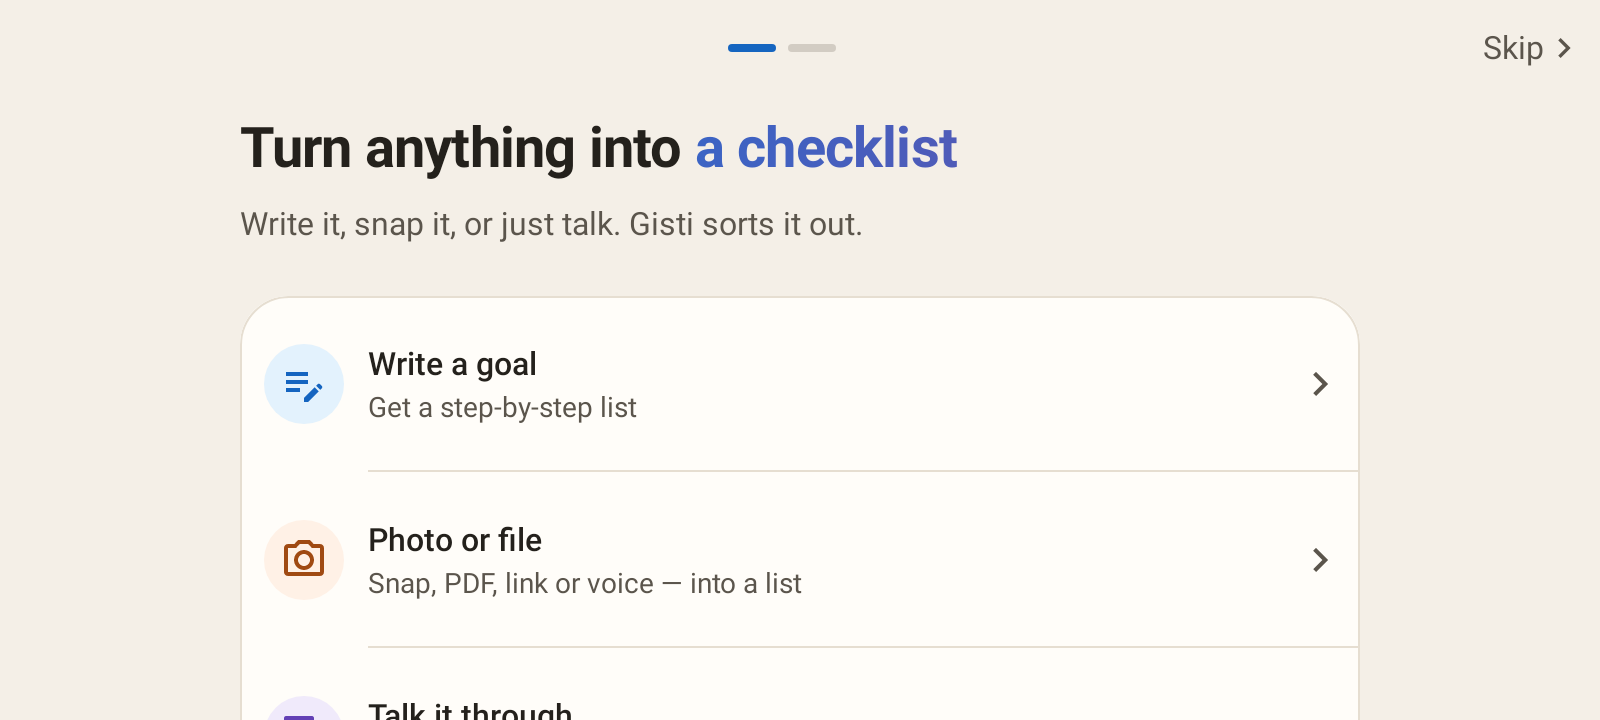 Skip
Turn anything into a checklist
Write it, snap it, or just talk. Gisti sorts it out.
Write a goal
Get a step-by-step list
Photo or file
Snap, PDF, link or voice — into a list
Talk it through